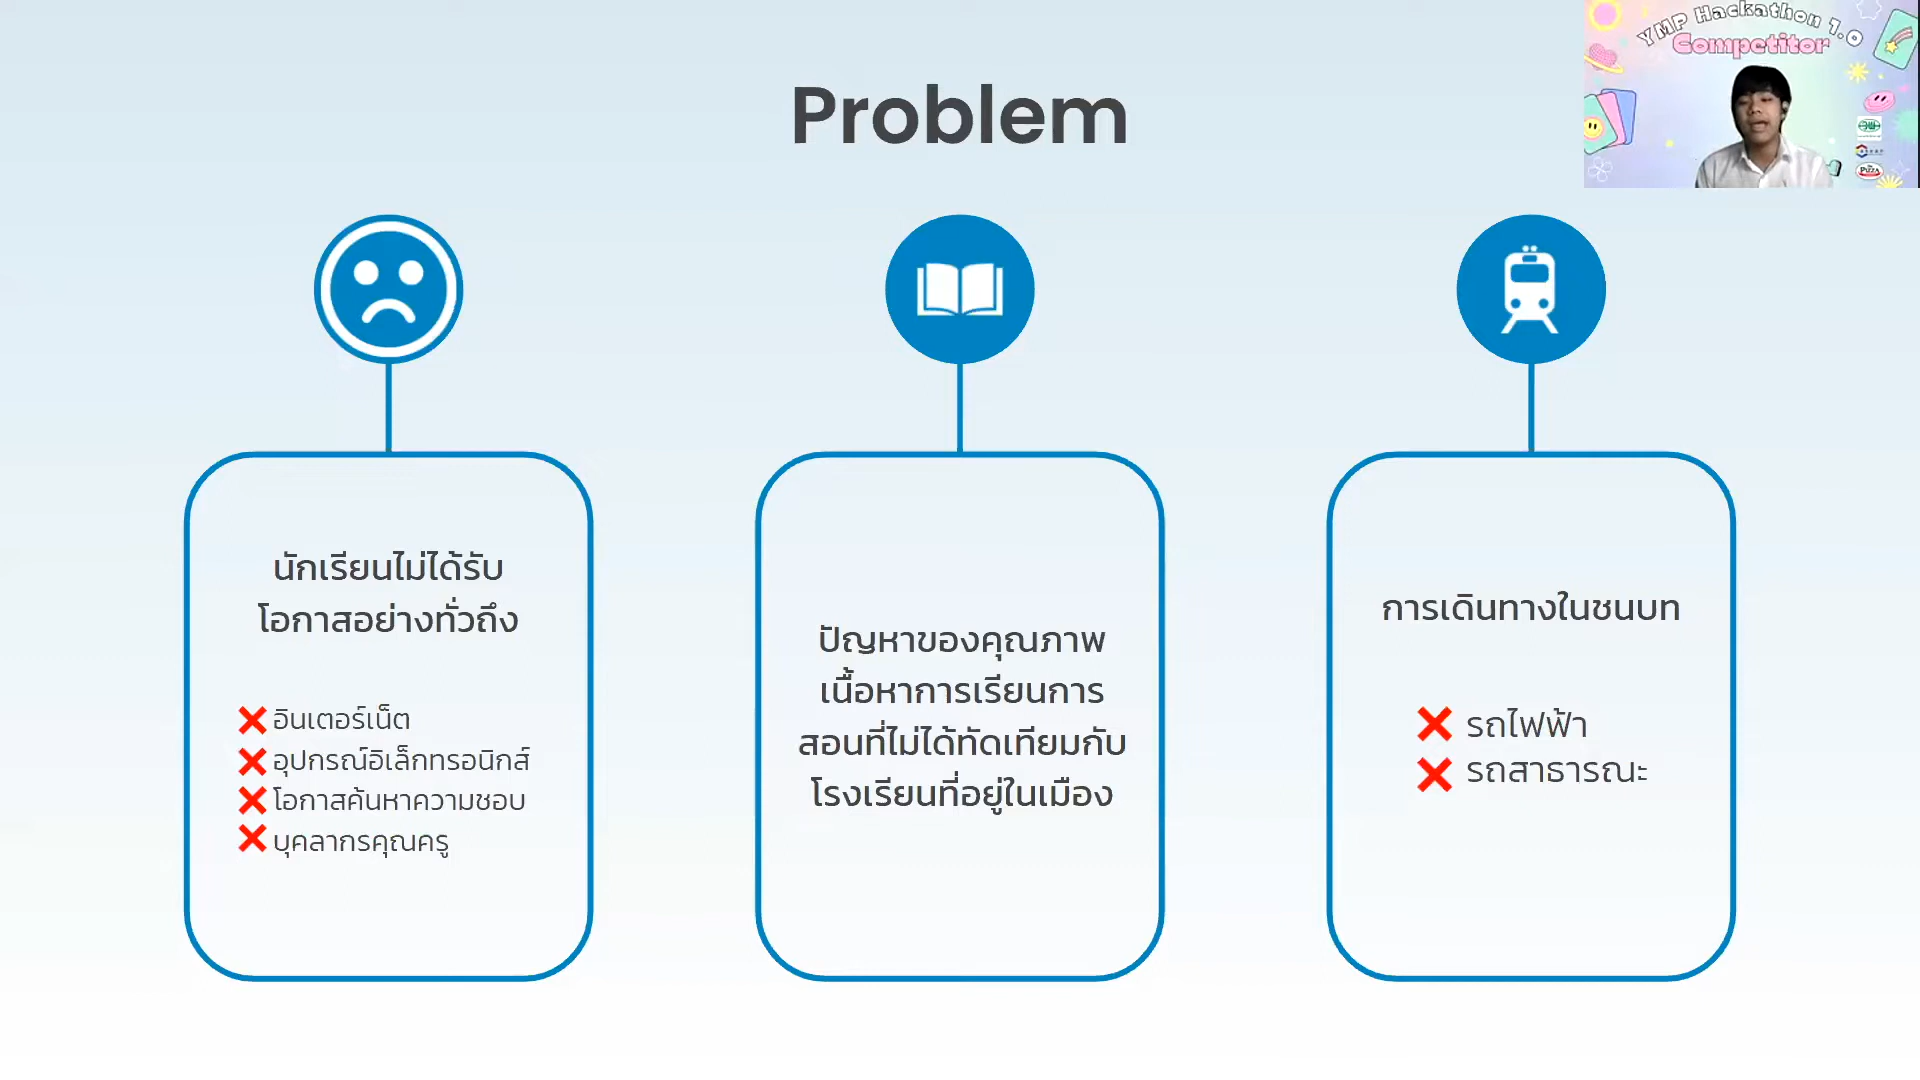 Problem
YMP Hackathon 1.0
Competitor
นักเรียนไม่ได้รับ
โอกาสอย่างทั่วถึง
❌ อินเตอร์เน็ต
❌ อุปกรณ์อิเล็กทรอนิกส์
❌ โอกาสค้นหาความชอบ
❌ บุคลากรคุณครู
ปัญหาของคุณภาพ
เนื้อหาการเรียนการ
สอนที่ไม่ได้ทัดเทียมกับ
โรงเรียนที่อยู่ในเมือง
การเดินทางในชนบท
❌ รถไฟฟ้า
❌ รถสาธารณะ